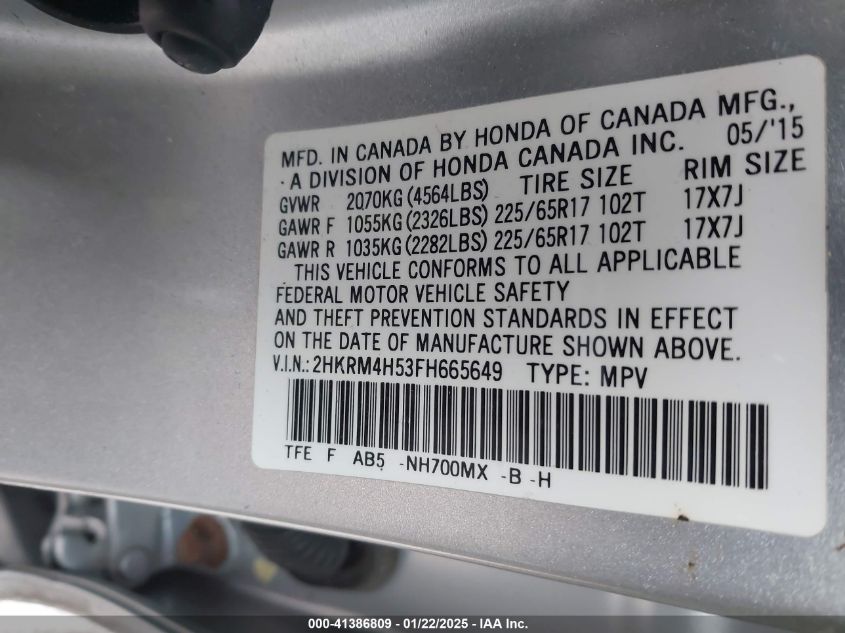 MFD. IN CANADA BY HONDA OF CANADA MFG.,
A DIVISION OF HONDA CANADA INC. 05/'15
GVWR 2070KG(4564LBS) TIRE SIZE RIM SIZE
GAWR F 1055KG(2326LBS) 225/65R17 102T 17X7J
GAWR R 1035KG(2282LBS) 225/65R17 102T 17X7J
THIS VEHICLE CONFORMS TO ALL APPLICABLE
FEDERAL MOTOR VEHICLE SAFETY
AND THEFT PREVENTION STANDARDS IN EFFECT
ON THE DATE OF MANUFACTURE SHOWN ABOVE.
V.I.N.: 2HKRM4H53FH665649 TYPE: MPV
TFE F AB5 -NH700MX -B -H
000-41386809 - 01/22/2025 - IAA Inc.